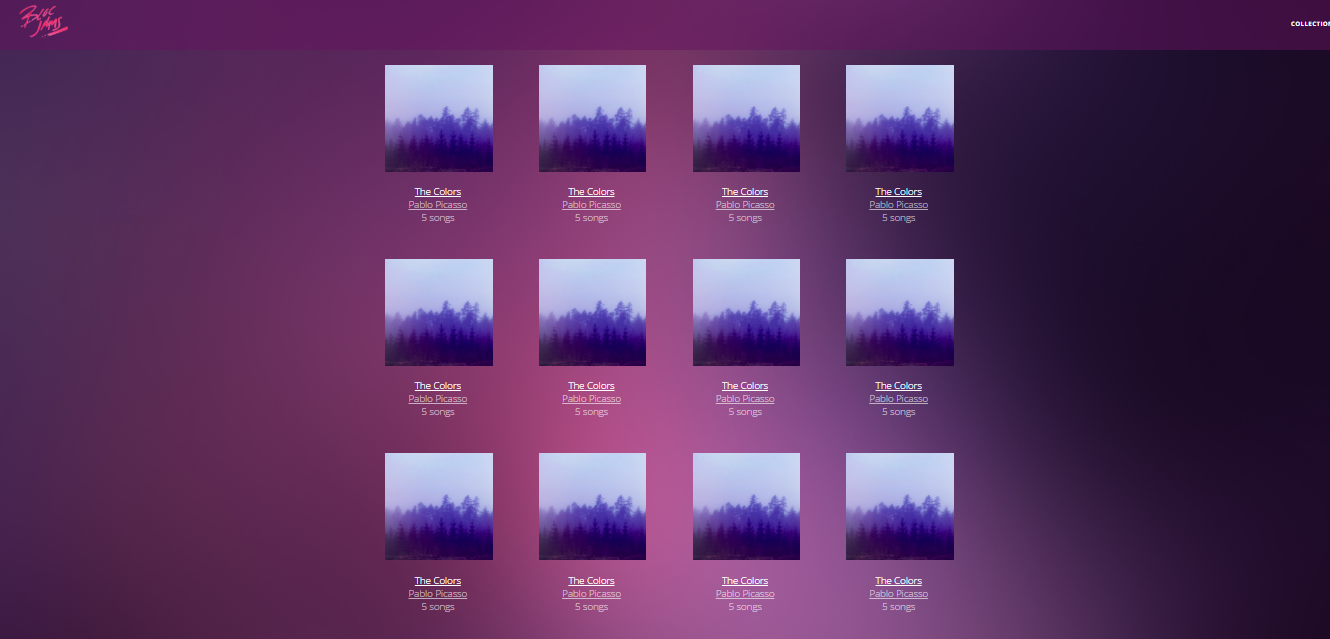 BLOC
JAMS
COLLECTION
The Colors The Colors The Colors The Colors
Pablo Picasso Pablo Picasso Pablo Picasso Pablo Picasso
5 songs 5 songs 5 songs 5 songs
The Colors The Colors The Colors The Colors
Pablo Picasso Pablo Picasso Pablo Picasso Pablo Picasso
5 songs 5 songs 5 songs 5 songs
The Colors The Colors The Colors The Colors
Pablo Picasso Pablo Picasso Pablo Picasso Pablo Picasso
5 songs 5 songs 5 songs 5 songs